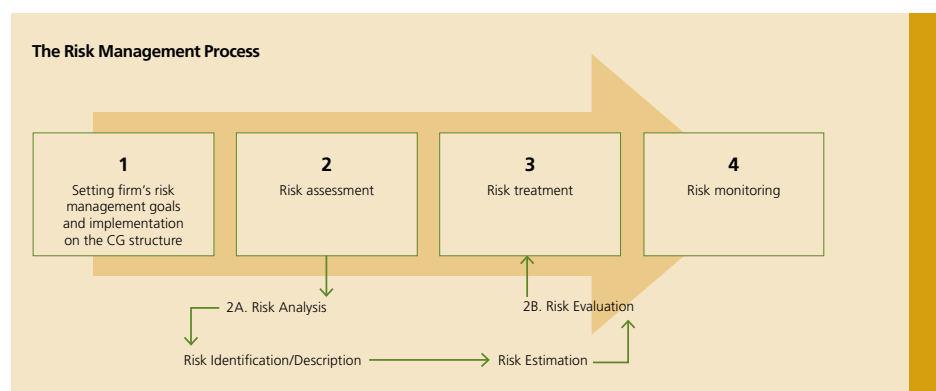 The Risk Management Process
1
Setting firm's risk
management goals
and implementation
on the CG structure
2
Risk assessment
3
Risk treatment
4
Risk monitoring
2A. Risk Analysis
2B. Risk Evaluation
Risk Identification/Description
Risk Estimation